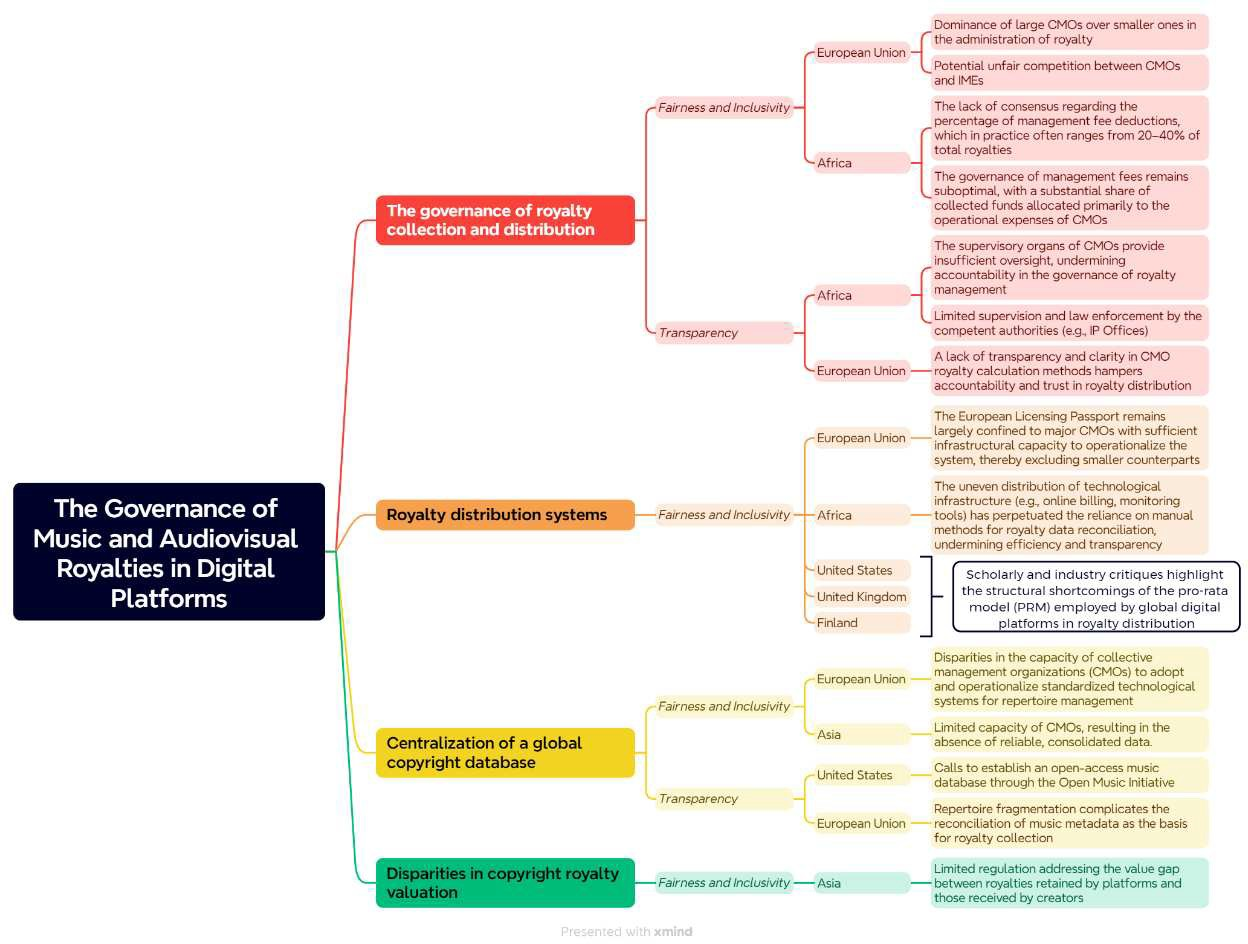 The Governance of
Music and Audiovisual
Royalties in Digital
Platforms
The governance of royalty
collection and distribution
Fairness and Inclusivity
European Union
Dominance of large CMOs over smaller ones in
the administration of royalty
Potential unfair competition between CMOs
and IMEs
Africa
The lack of consensus regarding the
percentage of management fee deductions,
which in practice often ranges from 20–40% of
total royalties
The governance of management fees remains
suboptimal, with a substantial share of
collected funds allocated primarily to the
operational expenses of CMOs
Transparency
Africa
The supervisory organs of CMOs provide
insufficient oversight, undermining
accountability in the governance of royalty
management
Limited supervision and law enforcement by the
competent authorities (e.g., IP Offices)
European Union
A lack of transparency and clarity in CMO
royalty calculation methods hampers
accountability and trust in royalty distribution
Royalty distribution systems
Fairness and Inclusivity
European Union
The European Licensing Passport remains
largely confined to major CMOs with sufficient
infrastructural capacity to operationalize the
system, thereby excluding smaller counterparts
Africa
The uneven distribution of technological
infrastructure (e.g., online billing, monitoring
tools) has perpetuated the reliance on manual
methods for royalty data reconciliation,
undermining efficiency and transparency
United States
United Kingdom
Finland
Scholarly and industry critiques highlight
the structural shortcomings of the pro-rata
model (PRM) employed by global digital
platforms in royalty distribution
Centralization of a global
copyright database
Fairness and Inclusivity
European Union
Disparities in the capacity of collective
management organizations (CMOs) to adopt
and operationalize standardized technological
systems for repertoire management
Asia
Limited capacity of CMOs, resulting in the
absence of reliable, consolidated data.
Transparency
United States
Calls to establish an open-access music
database through the Open Music Initiative
European Union
Repertoire fragmentation complicates the
reconciliation of music metadata as the basis
for royalty collection
Disparities in copyright royalty
valuation
Fairness and Inclusivity
Asia
Limited regulation addressing the value gap
between royalties retained by platforms and
those received by creators
Presented with xmind